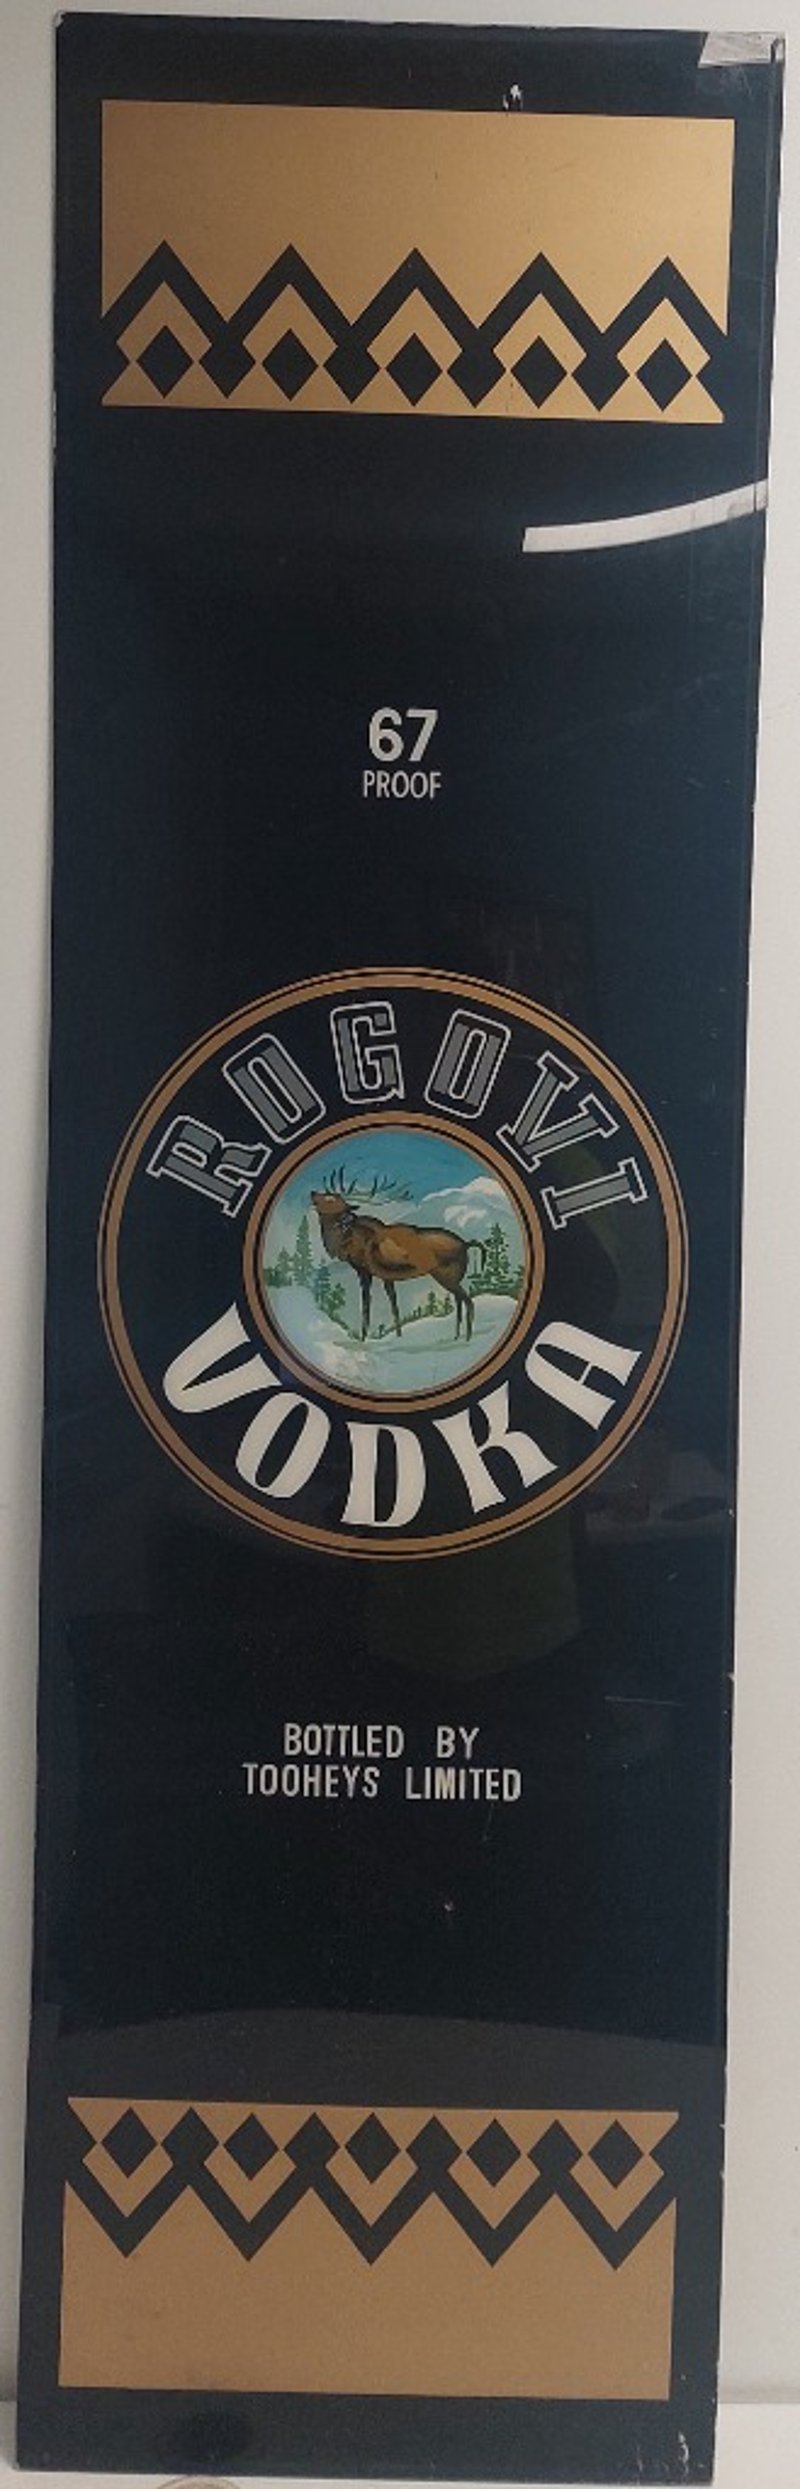 67
PROOF
ROGOVI
VODKA
BOTTLED BY
TOOHEYS LIMITED